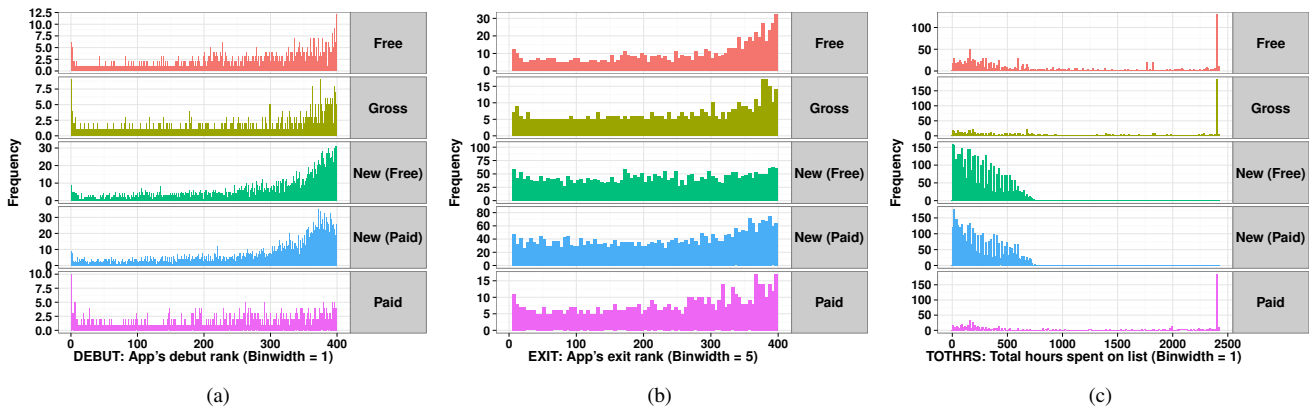 Frequency
12.5
10.0
7.5
5.0
2.5
0.0
Free
7.5
5.0
2.5
0.0
Gross
30
20
10
0
New (Free)
30
20
10
0
New (Paid)
10.0
7.5
5.0
2.5
0.0
Paid
0 100 200 300 400
DEBUT: App's debut rank (Binwidth = 1)
(a)
Frequency
30
20
10
0
Free
15
10
5
0
Gross
100
75
50
25
0
New (Free)
80
60
40
20
0
New (Paid)
15
10
5
0
Paid
0 100 200 300 400
EXIT: App's exit rank (Binwidth = 5)
(b)
Frequency
100
50
0
Free
150
100
50
0
Gross
150
100
50
0
New (Free)
150
100
50
0
New (Paid)
150
100
50
0
Paid
0 500 1000 1500 2000 2500
TOTHRS: Total hours spent on list (Binwidth = 1)
(c)